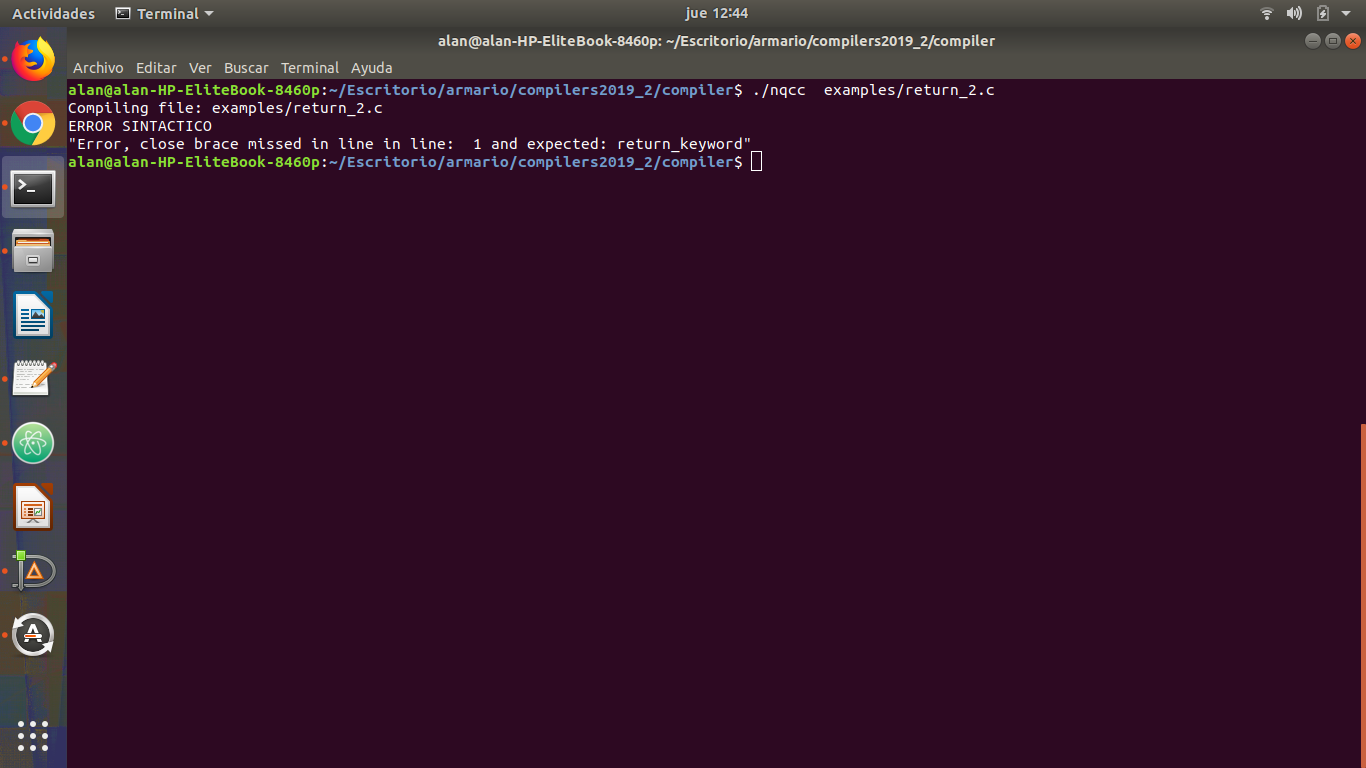 Actividades Terminal jue 12:44
alan@alan-HP-EliteBook-8460p: ~/Escritorio/armario/compilers2019_2/compiler
Archivo Editar Ver Buscar Terminal Ayuda
alan@alan-HP-EliteBook-8460p:~/Escritorio/armario/compilers2019_2/compiler$ ./nqcc  examples/return_2.c
Compiling file: examples/return_2.c
ERROR SINTACTICO
"Error, close brace missed in line in line:  1 and expected: return_keyword"
alan@alan-HP-EliteBook-8460p:~/Escritorio/armario/compilers2019_2/compiler$